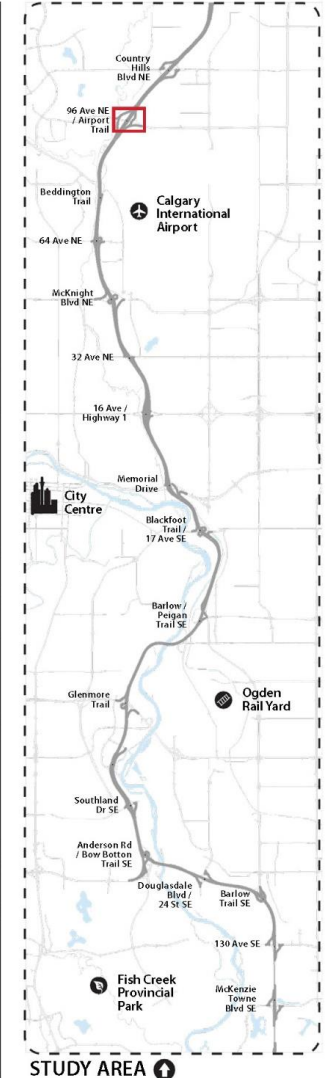 Country
Hills
Blvd NE
96 Ave NE
/ Airport
Trail
Beddington
Trail
Calgary
International
Airport
64 Ave NE
McKnight
Blvd NE
32 Ave NE
16 Ave /
Highway 1
Memorial
Drive
City
Centre
Blackfoot
Trail /
17 Ave SE
Barlow /
Peigan
Trail SE
Glenmore
Trail
Ogden
Rail Yard
Southland
Dr SE
Anderson Rd
/ Bow Botton
Trail SE
Douglasdale
Blvd /
24 St SE
Barlow
Trail SE
130 Ave SE
Fish Creek
Provincial
Park
McKenzie
Towne
Blvd SE
STUDY AREA